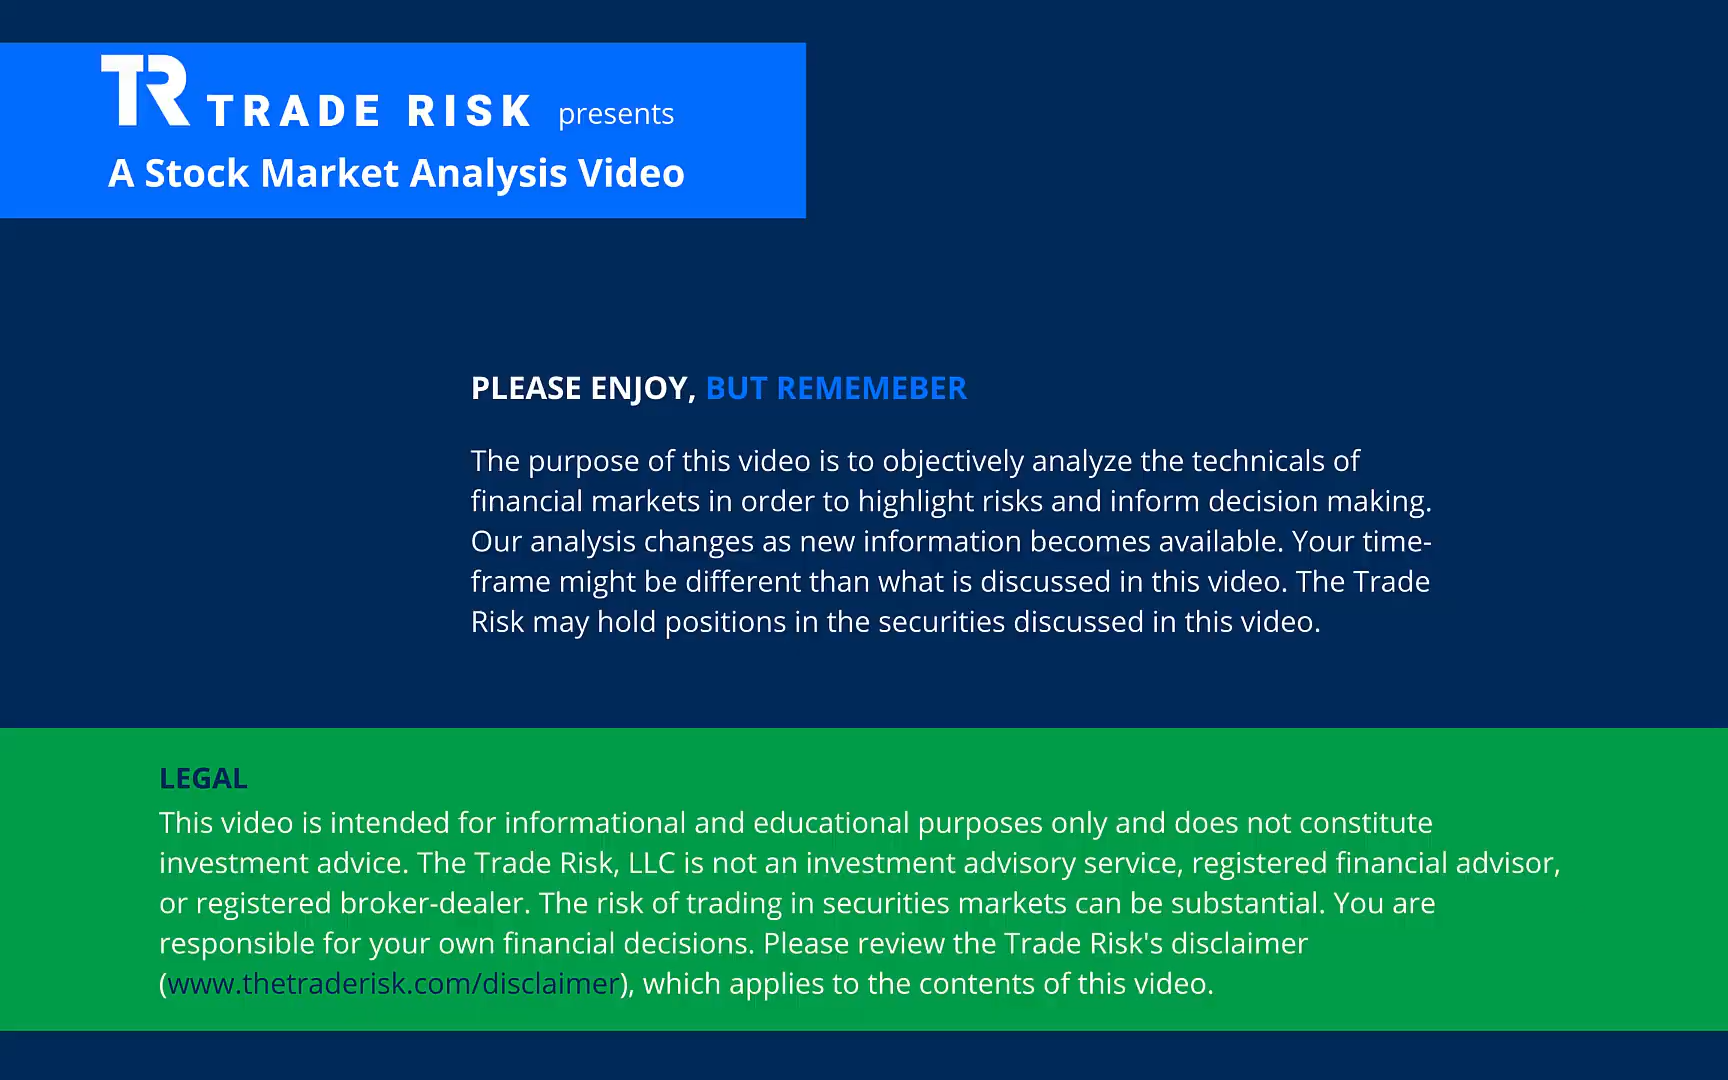 TR TRADE RISK presents
A Stock Market Analysis Video
PLEASE ENJOY, BUT REMEMEBER
The purpose of this video is to objectively analyze the technicals of
financial markets in order to highlight risks and inform decision making.
Our analysis changes as new information becomes available. Your time-
frame might be different than what is discussed in this video. The Trade
Risk may hold positions in the securities discussed in this video.
LEGAL
This video is intended for informational and educational purposes only and does not constitute
investment advice. The Trade Risk, LLC is not an investment advisory service, registered financial advisor,
or registered broker-dealer. The risk of trading in securities markets can be substantial. You are
responsible for your own financial decisions. Please review the Trade Risk's disclaimer
(www.thetraderisk.com/disclaimer), which applies to the contents of this video.